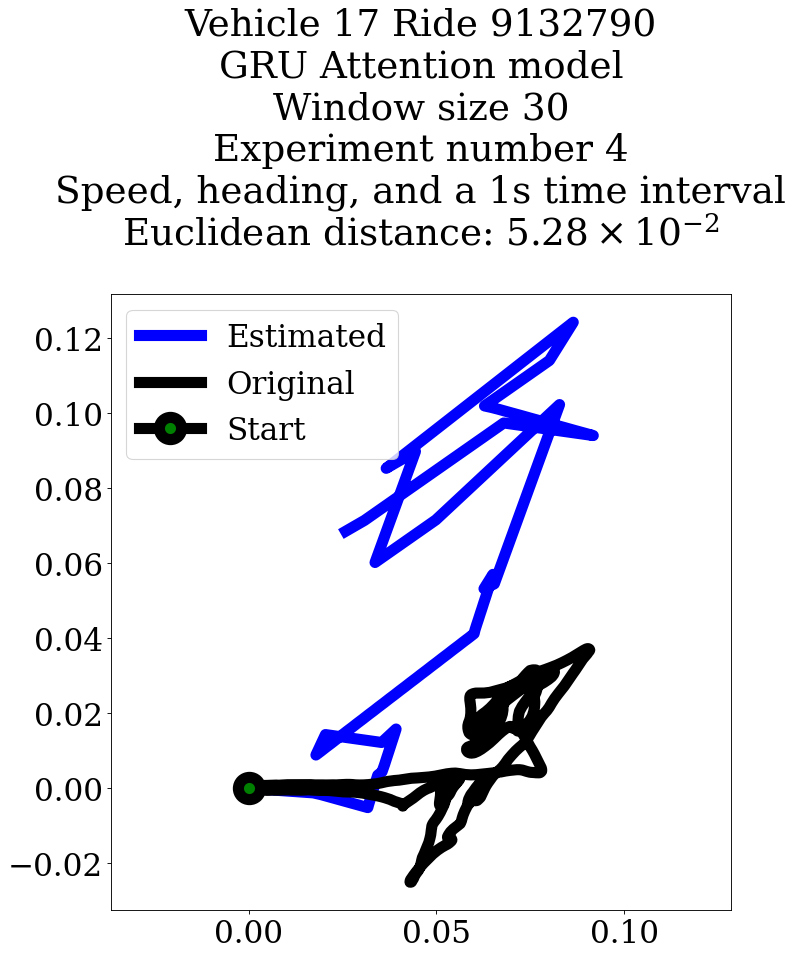 Vehicle 17 Ride 9132790
GRU Attention model
Window size 30
Experiment number 4
Speed, heading, and a 1s time interval
Euclidean distance: 5.28 × 10⁻²
Estimated
Original
Start
0.12
0.10
0.08
0.06
0.04
0.02
0.00
−0.02
0.00 0.05 0.10